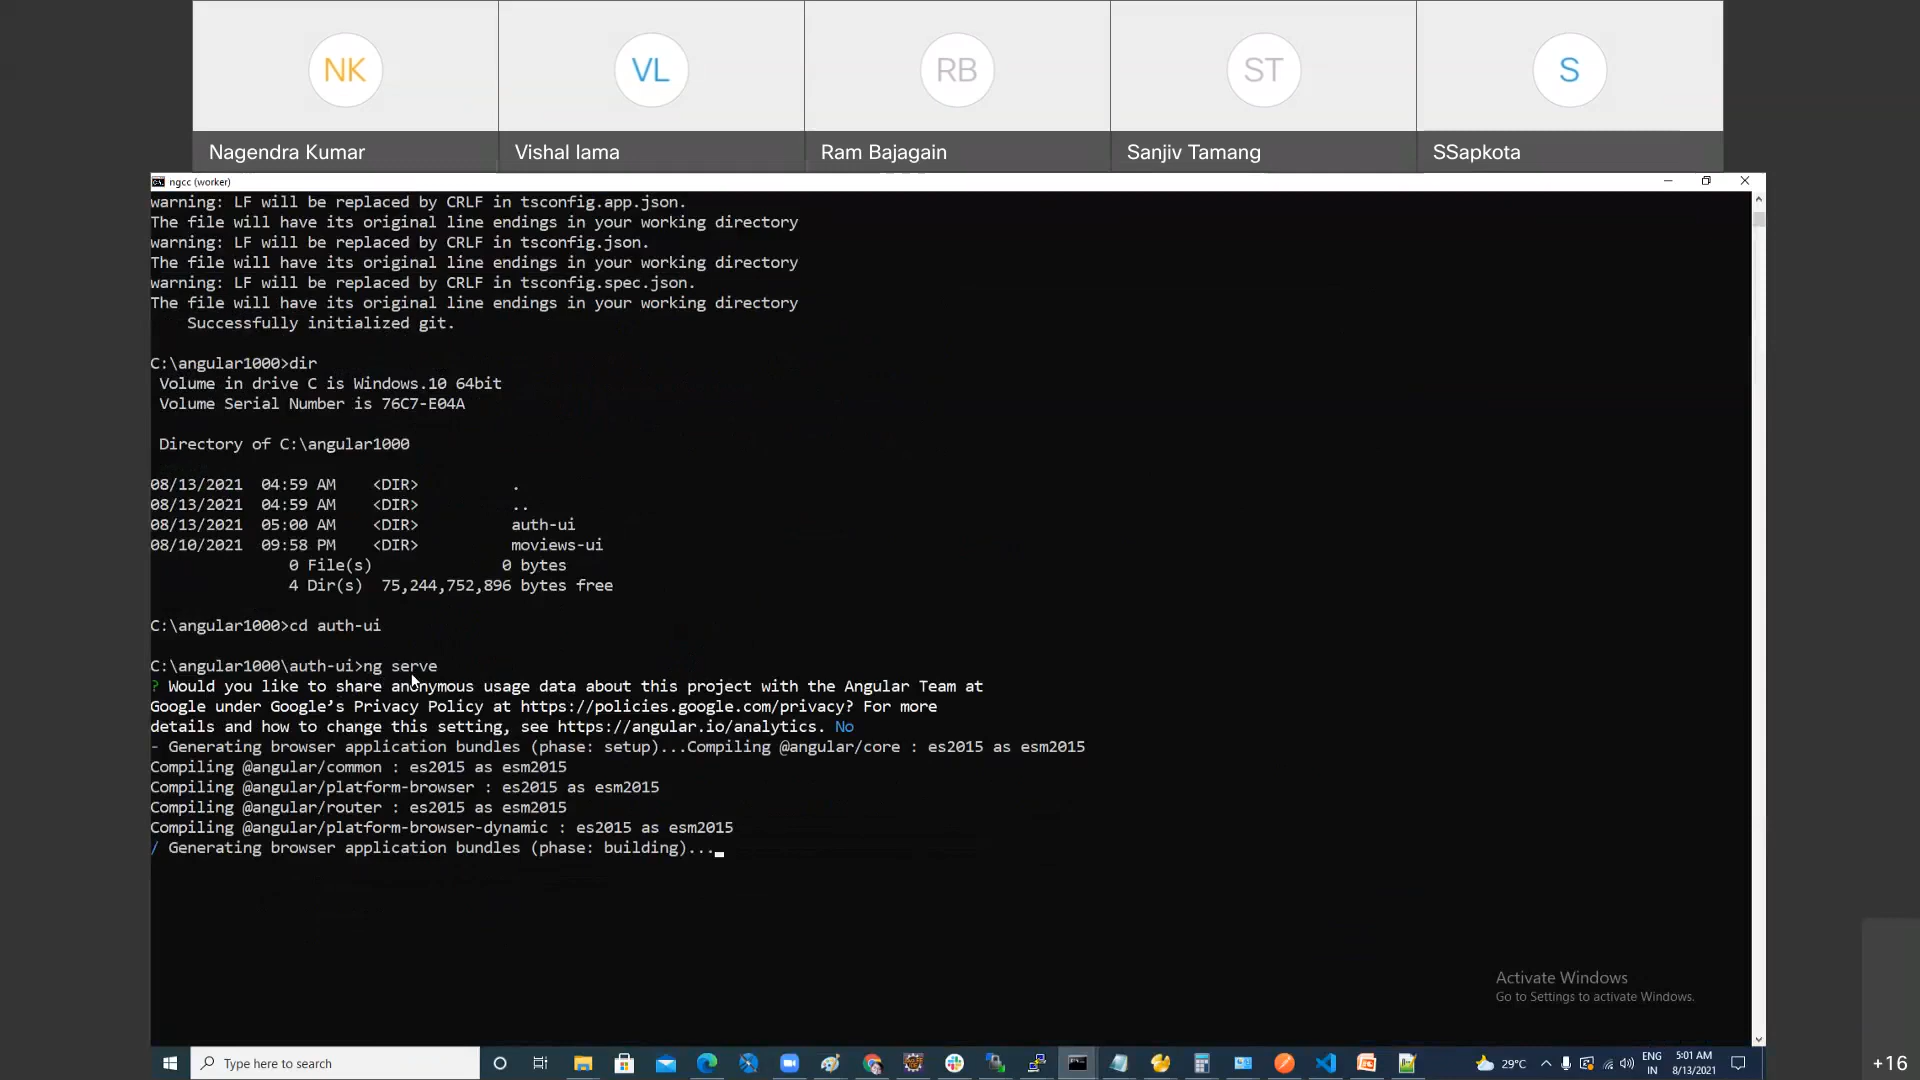 NK
VL
RB
ST
S
Nagendra Kumar
Vishal lama
Ram Bajagain
Sanjiv Tamang
SSapkota
ngcc (worker)
warning: LF will be replaced by CRLF in tsconfig.app.json.
The file will have its original line endings in your working directory
warning: LF will be replaced by CRLF in tsconfig.json.
The file will have its original line endings in your working directory
warning: LF will be replaced by CRLF in tsconfig.spec.json.
The file will have its original line endings in your working directory
Successfully initialized git.
C:\angular1000>dir
Volume in drive C is Windows.10 64bit
Volume Serial Number is 76C7-E04A
Directory of C:\angular1000
08/13/2021 04:59 AM <DIR> .
08/13/2021 04:59 AM <DIR> ..
08/13/2021 05:00 AM <DIR> auth-ui
08/10/2021 09:58 PM <DIR> moviews-ui
0 File(s) 0 bytes
4 Dir(s) 75,244,752,896 bytes free
C:\angular1000>cd auth-ui
C:\angular1000\auth-ui>ng serve
? Would you like to share anonymous usage data about this project with the Angular Team at
Google under Google’s Privacy Policy at https://policies.google.com/privacy? For more
details and how to change this setting, see https://angular.io/analytics. No
- Generating browser application bundles (phase: setup)...Compiling @angular/core : es2015 as esm2015
Compiling @angular/common : es2015 as esm2015
Compiling @angular/platform-browser : es2015 as esm2015
Compiling @angular/router : es2015 as esm2015
Compiling @angular/platform-browser-dynamic : es2015 as esm2015
/ Generating browser application bundles (phase: building)...
Activate Windows
Go to Settings to activate Windows.
Type here to search
29°C
ENG
IN
5:01 AM
8/13/2021
+16